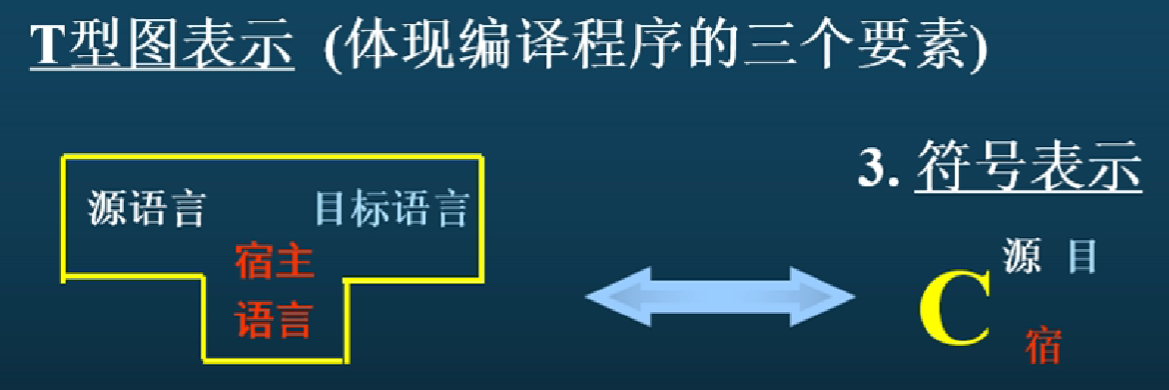 T型图表示 (体现编译程序的三个要素)
3. 符号表示
源语言 目标语言
宿主
语言
源 目
C
宿